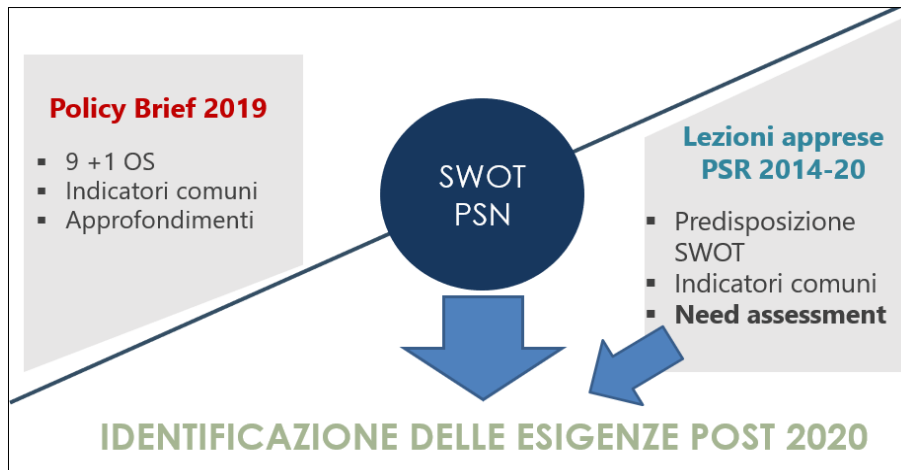 Policy Brief 2019
▪ 9 +1 OS
▪ Indicatori comuni
▪ Approfondimenti
SWOT
PSN
Lezioni apprese
PSR 2014-20
▪ Predisposizione
SWOT
▪ Indicatori comuni
▪ Need assessment
IDENTIFICAZIONE DELLE ESIGENZE POST 2020